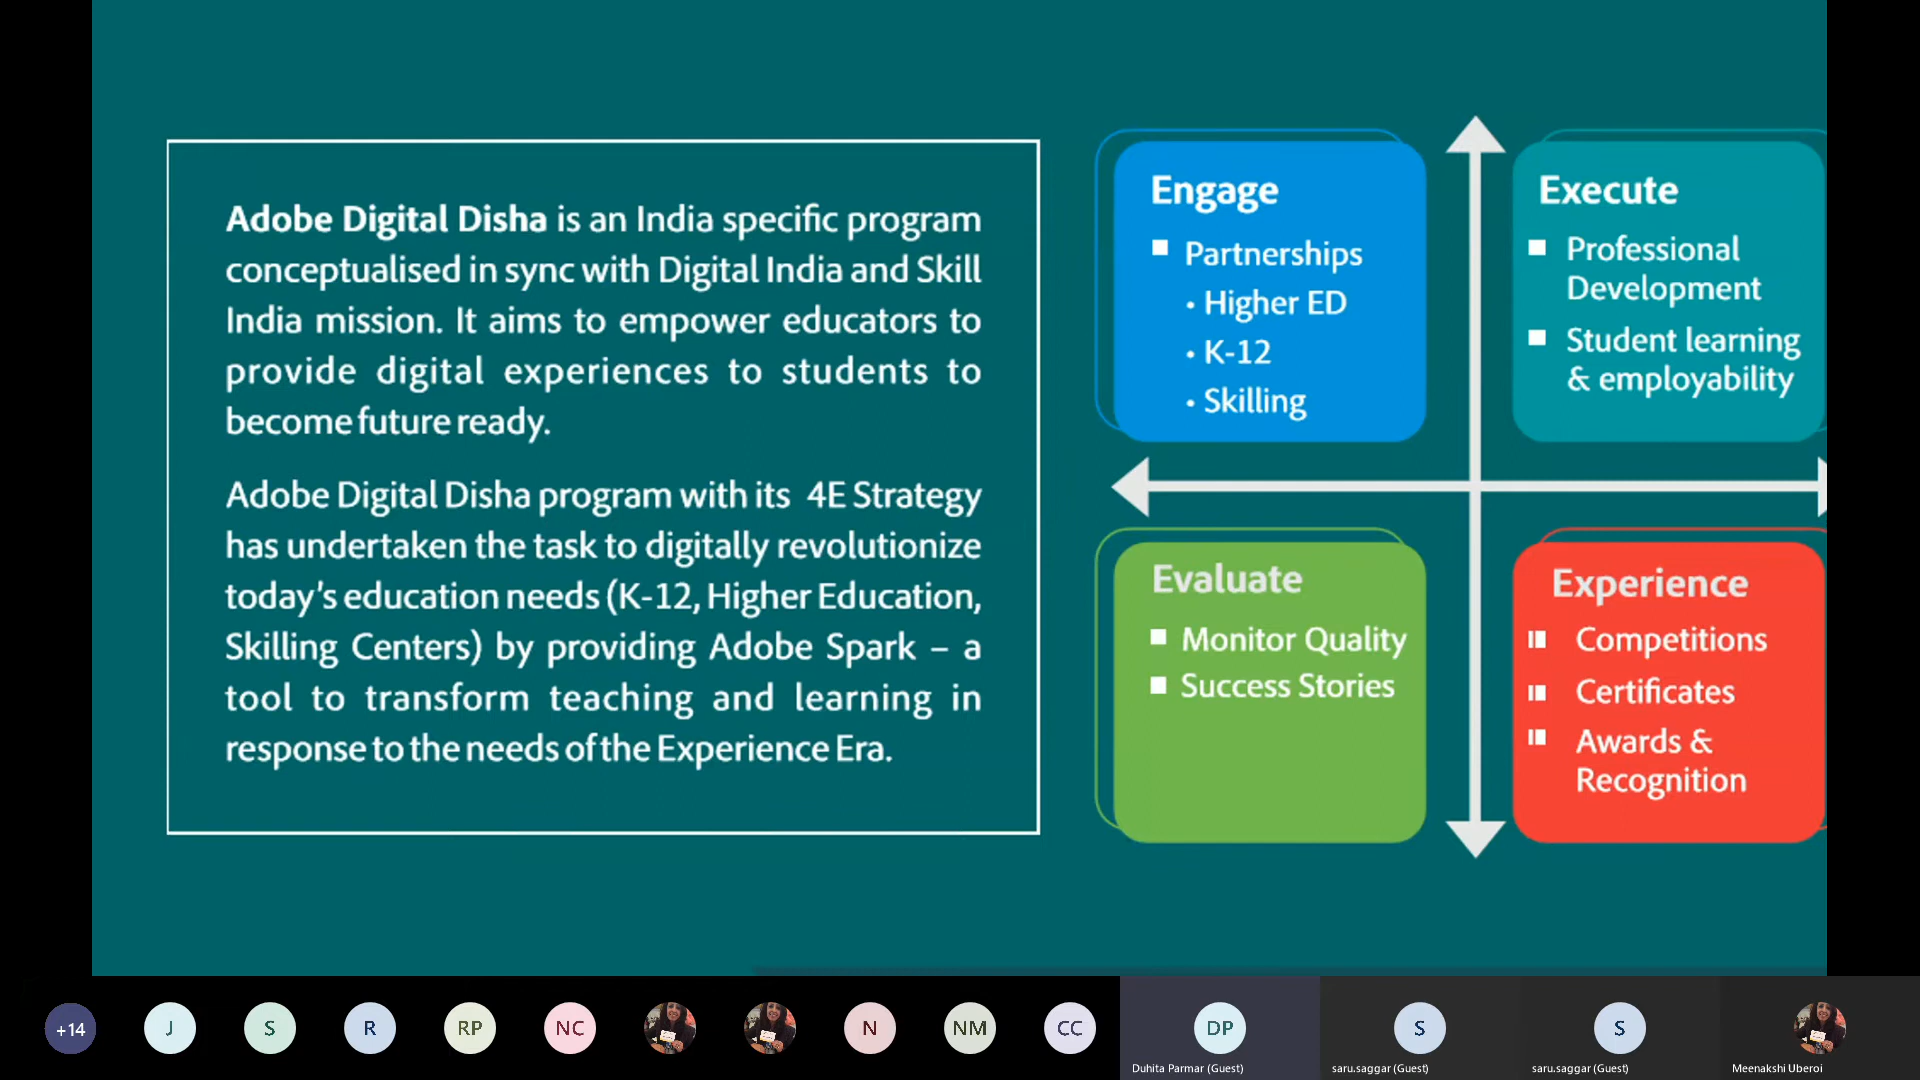 Adobe Digital Disha is an India specific program
conceptualised in sync with Digital India and Skill
India mission. It aims to empower educators to
provide digital experiences to students to
become future ready.
Adobe Digital Disha program with its 4E Strategy
has undertaken the task to digitally revolutionize
today's education needs (K-12, Higher Education,
Skilling Centers) by providing Adobe Spark – a
tool to transform teaching and learning in
response to the needs of the Experience Era.
Engage
Partnerships
• Higher ED
• K-12
• Skilling
Execute
Professional
Development
Student learning
& employability
Evaluate
Monitor Quality
Success Stories
Experience
Competitions
Certificates
Awards &
Recognition
+14
J
S
R
RP
NC
N
NM
CC
DP
Duhita Parmar (Guest)
S
saru.saggar (Guest)
S
saru.saggar (Guest)
Meenakshi Uberoi